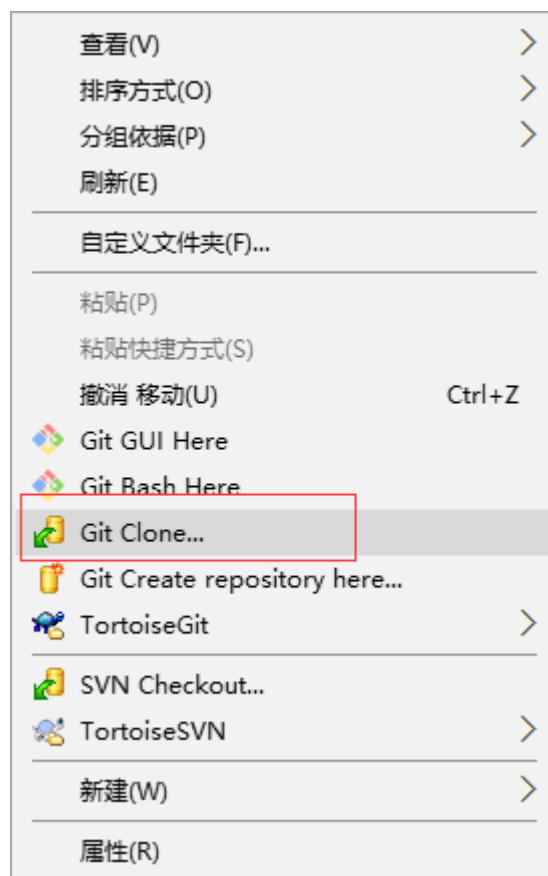 查看(V)
排序方式(O)
分组依据(P)
刷新(E)
自定义文件夹(F)...
粘贴(P)
粘贴快捷方式(S)
撤消 移动(U) Ctrl+Z
Git GUI Here
Git Bash Here
Git Clone...
Git Create repository here...
TortoiseGit
SVN Checkout...
TortoiseSVN
新建(W)
属性(R)